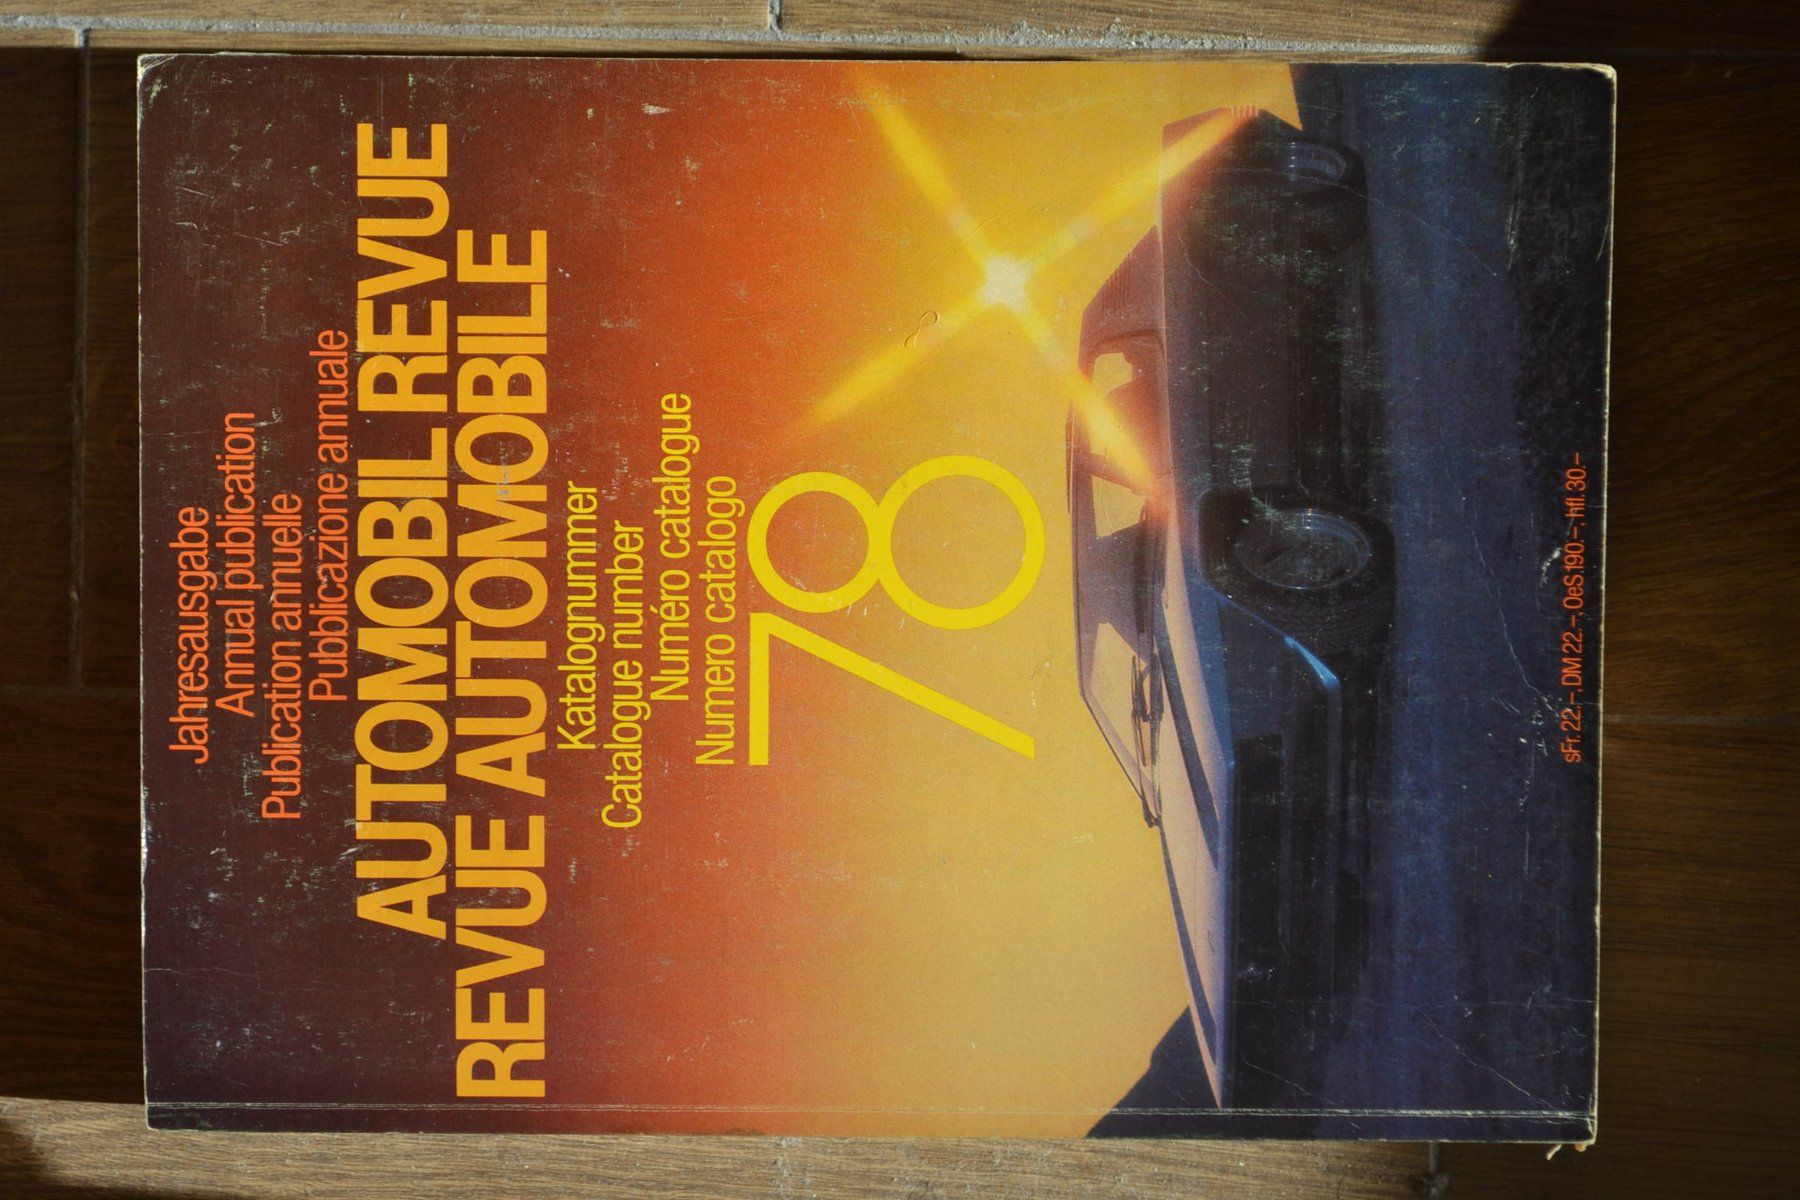 Jahresausgabe
Annual publication
Publication annuelle
Pubblicazione annuale
AUTOMOBIL REVUE
REVUE AUTOMOBILE
Katalognummer
Catalogue number
Numéro catalogue
Numero catalogo
78
sFr. 22.–, DM 22.–, OeS 190.–, hfl. 30.–